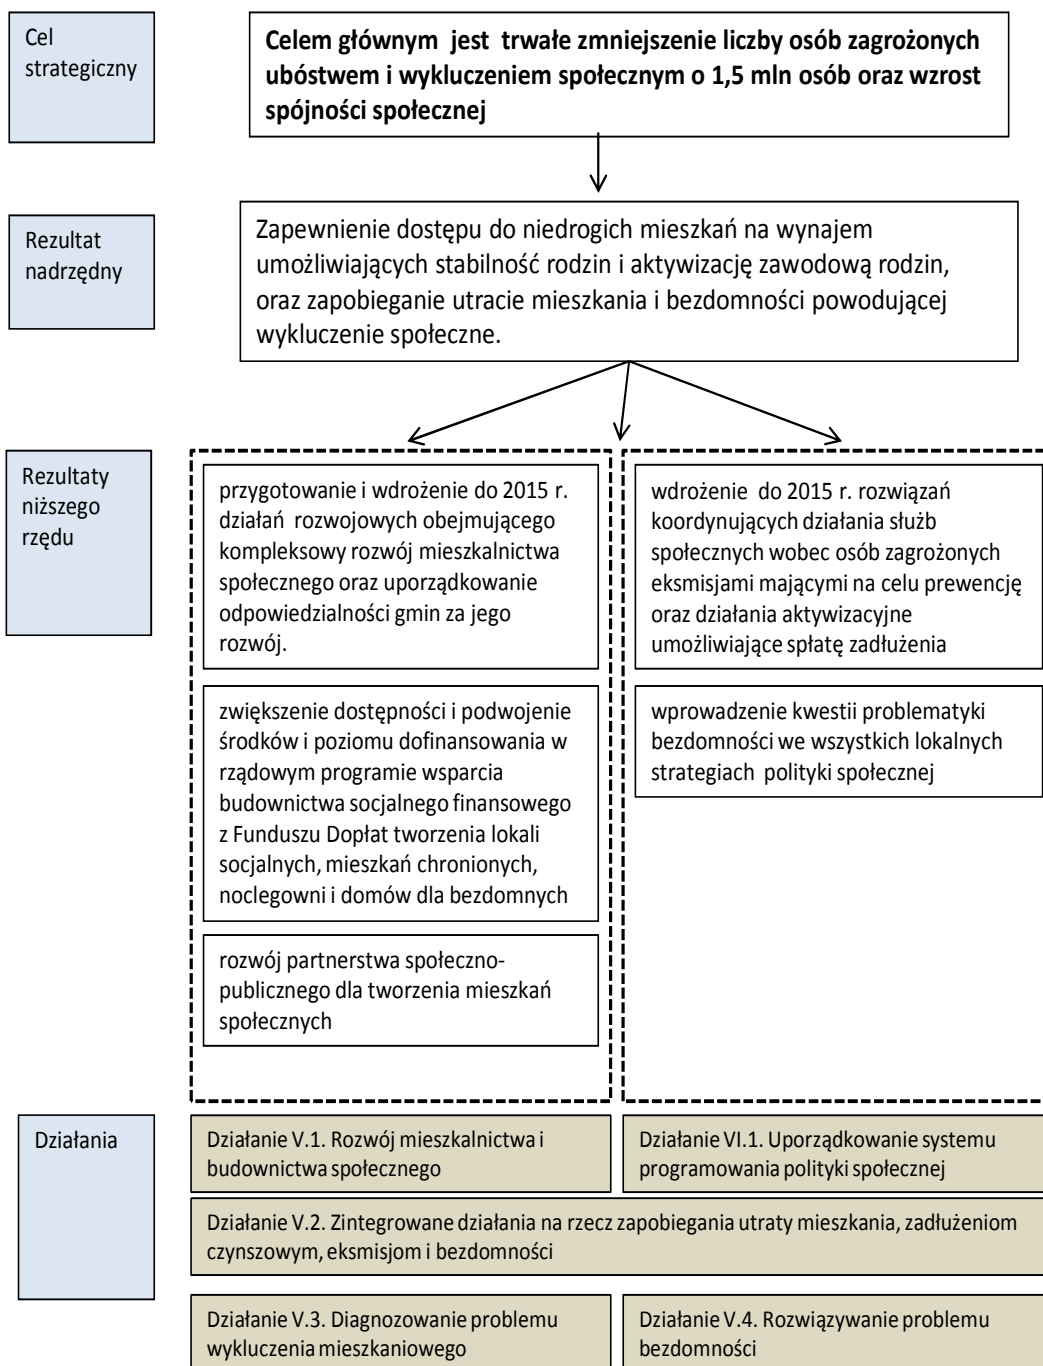 Cel
strategiczny
Celem głównym jest trwałe zmniejszenie liczby osób zagrożonych
ubóstwem i wykluczeniem społecznym o 1,5 mln osób oraz wzrost
spójności społecznej
Rezultat
nadrzędny
Zapewnienie dostępu do niedrogich mieszkań na wynajem
umożliwiających stabilność rodzin i aktywizację zawodową rodzin,
oraz zapobieganie utracie mieszkania i bezdomności powodującej
wykluczenie społeczne.
Rezultaty
niższego
rzędu
przygotowanie i wdrożenie do 2015 r.
działań rozwojowych obejmującego
kompleksowy rozwój mieszkalnictwa
społecznego oraz uporządkowanie
odpowiedzialności gmin za jego
rozwój.
zwiększenie dostępności i podwojenie
środków i poziomu dofinansowania w
rządowym programie wsparcia
budownictwa socjalnego finansowego
z Funduszu Dopłat tworzenia lokali
socjalnych, mieszkań chronionych,
noclegowni i domów dla bezdomnych
rozwój partnerstwa społeczno-
publicznego dla tworzenia mieszkań
społecznych
wdrożenie do 2015 r. rozwiązań
koordynujących działania służb
społecznych wobec osób zagrożonych
eksmisjami mającymi na celu prewencję
oraz działania aktywizacyjne
umożliwiające spłatę zadłużenia
wprowadzenie kwestii problematyki
bezdomności we wszystkich lokalnych
strategiach polityki społecznej
Działania
Działanie V.1. Rozwój mieszkalnictwa i
budownictwa społecznego
Działanie VI.1. Uporządkowanie systemu
programowania polityki społecznej
Działanie V.2. Zintegrowane działania na rzecz zapobiegania utraty mieszkania, zadłużeniom
czynszowym, eksmisjom i bezdomności
Działanie V.3. Diagnozowanie problemu
wykluczenia mieszkaniowego
Działanie V.4. Rozwiązywanie problemu
bezdomności